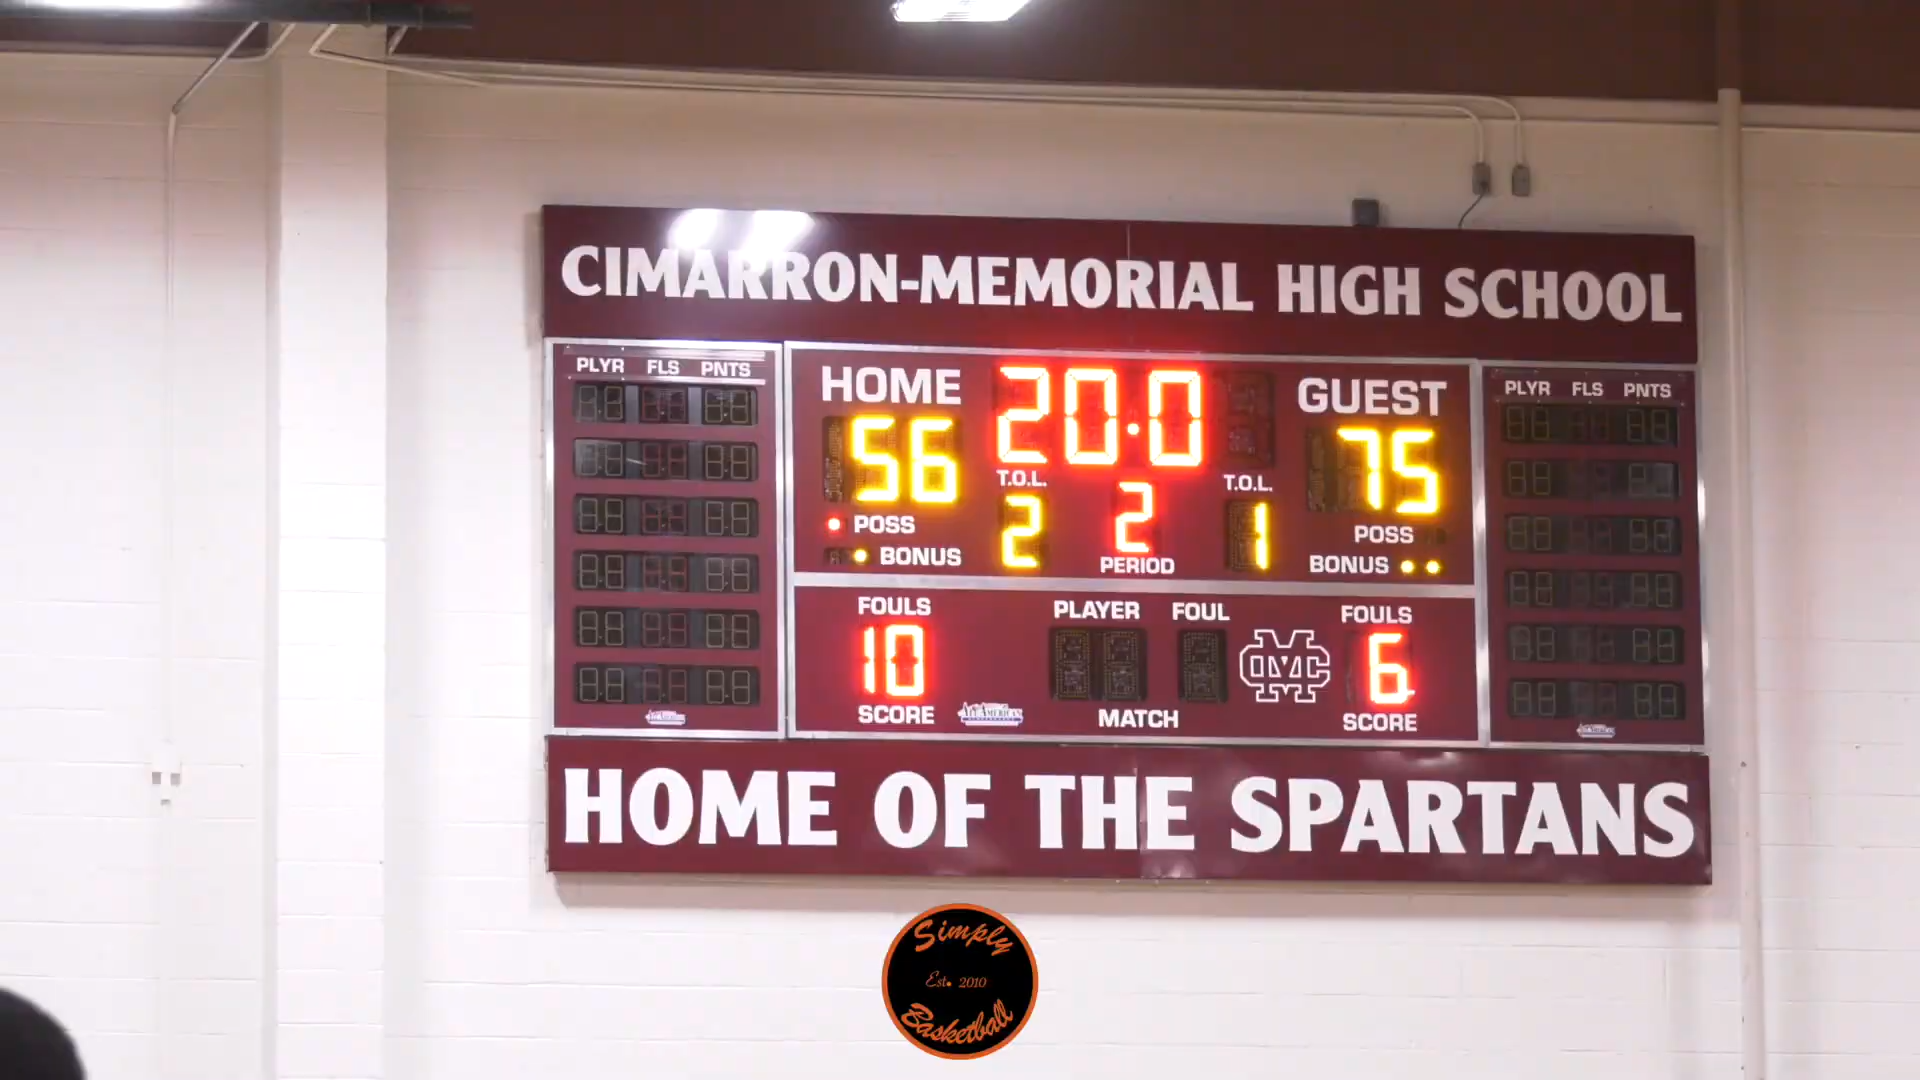 CIMARRON-MEMORIAL HIGH SCHOOL
PLYR FLS PNTS
HOME 20.0 GUEST
PLYR FLS PNTS
56 75
T.O.L. T.O.L.
2 2 1
POSS POSS
BONUS PERIOD BONUS
FOULS PLAYER FOUL FOULS
10 6
SCORE MATCH SCORE
ALL AMERICAN
HOME OF THE SPARTANS
Simply
Est. 2010
Basketball